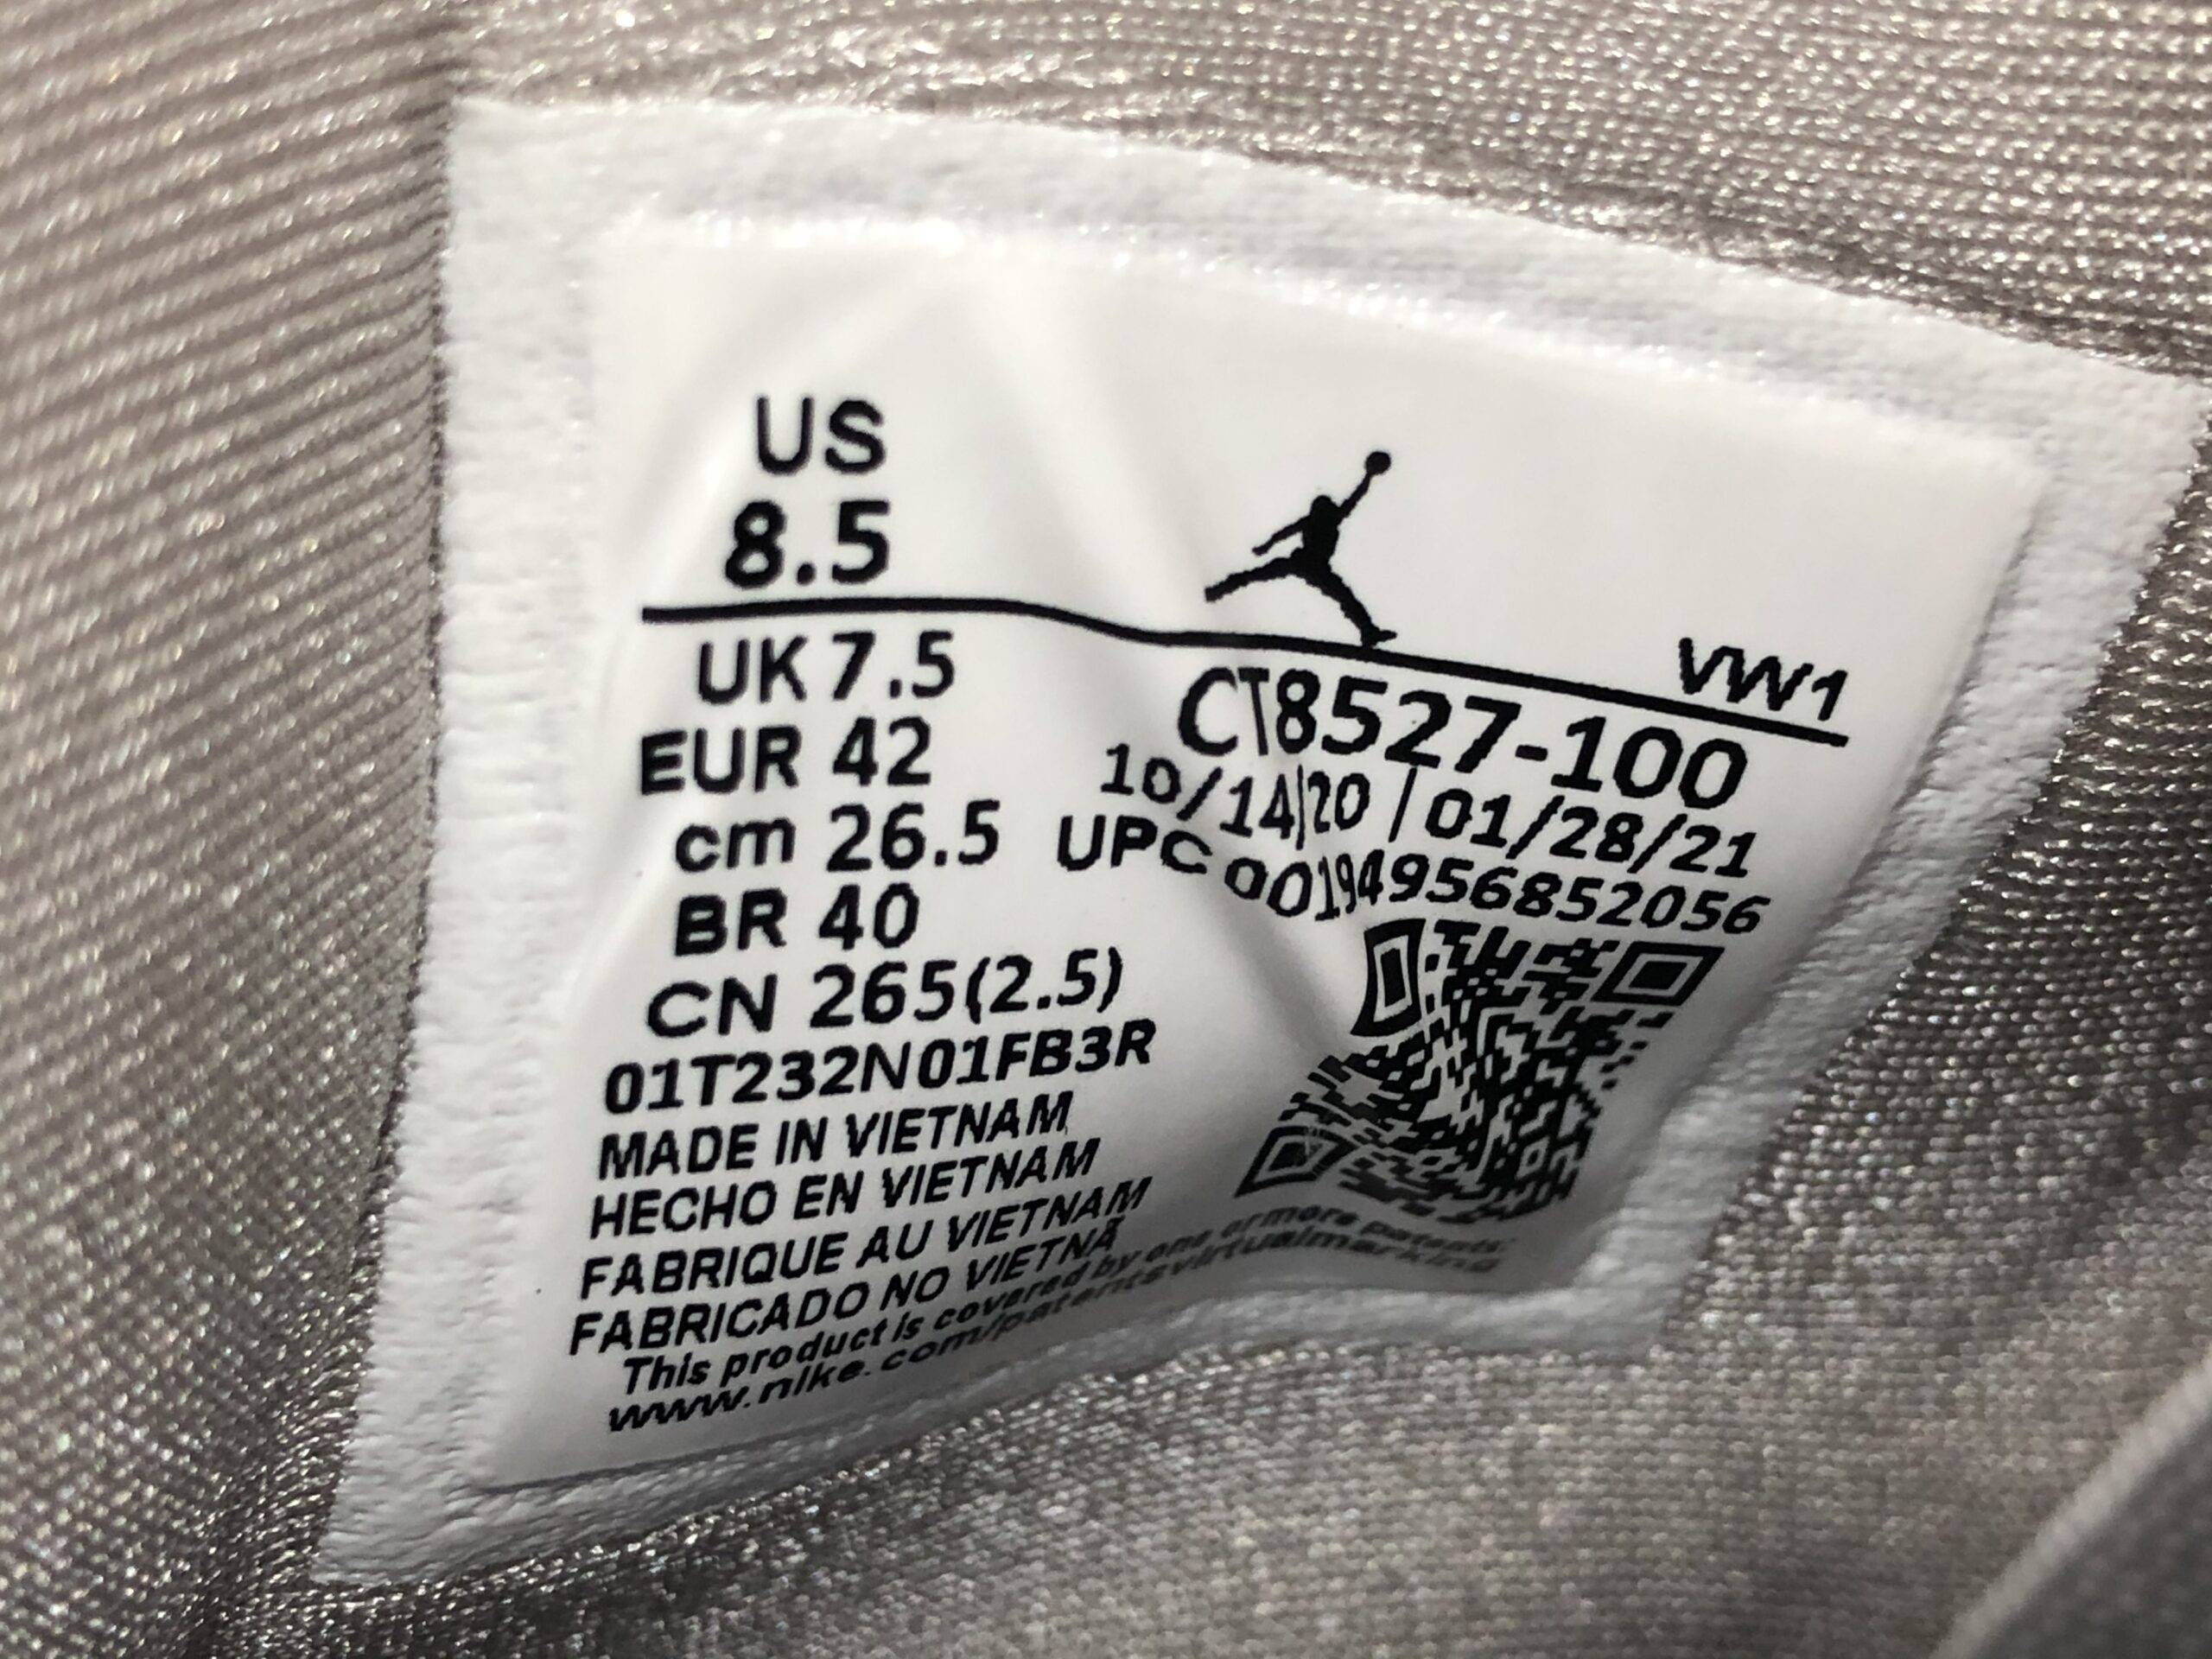 US
8.5
VW1
UK 7.5
CT8527-100
EUR 42
10/14/20 / 01/28/21
cm 26.5
UPC 00194956852056
BR 40
CN 265(2.5)
01T232N01FB3R
MADE IN VIETNAM
HECHO EN VIETNAM
FABRIQUE AU VIETNAM
FABRICADO NO VIETNÃ
This product is covered by one or more patents.
www.nike.com/patentsvirtualmarking